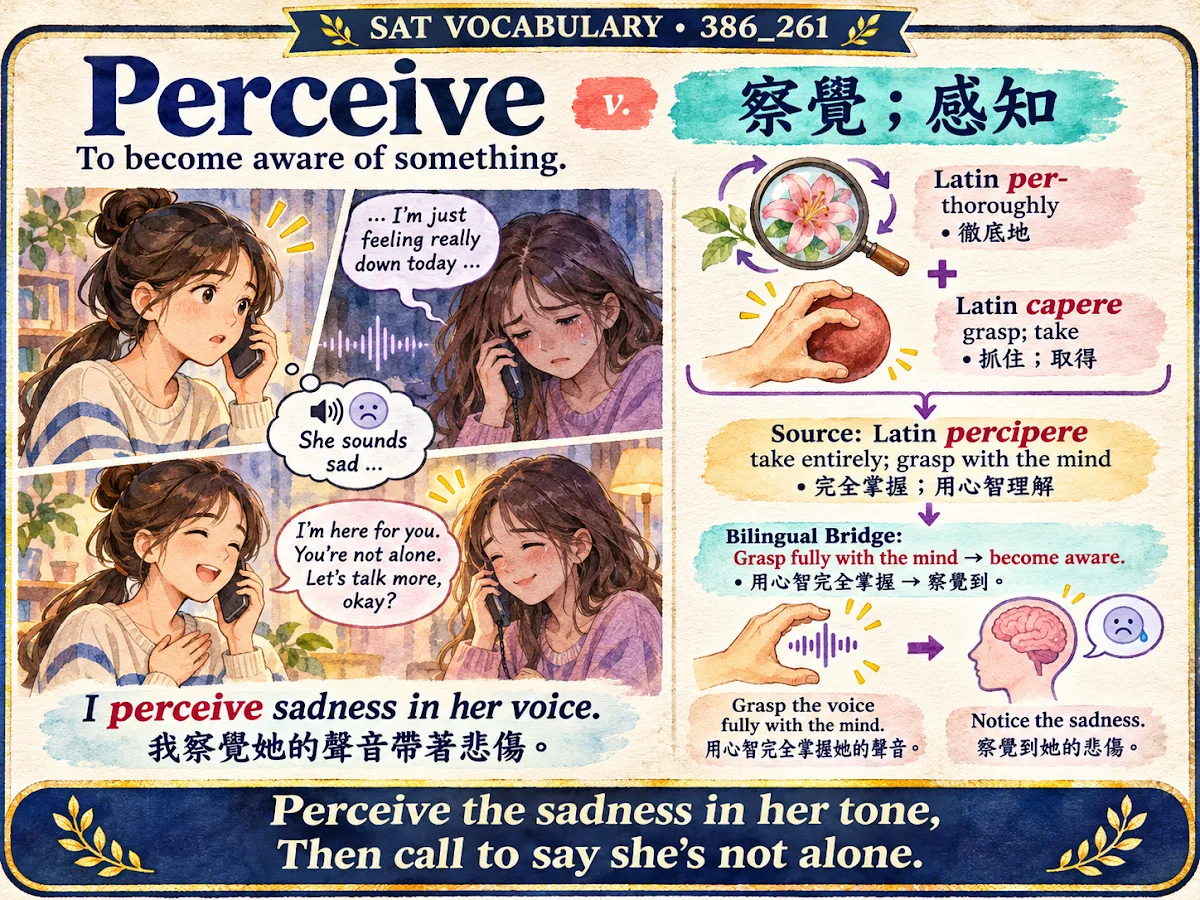 SAT VOCABULARY • 386_261
Perceive
v.
察覺；感知
To become aware of something.
... I'm just
feeling really
down today ...
She sounds
sad ...
I'm here for you.
You're not alone.
Let's talk more,
okay?
I perceive sadness in her voice.
我察覺她的聲音帶著悲傷。
Latin per-
thoroughly
• 徹底地
+
Latin capere
grasp; take
• 抓住；取得
Source: Latin percipere
take entirely; grasp with the mind
• 完全掌握；用心智理解
Bilingual Bridge:
Grasp fully with the mind → become aware.
• 用心智完全掌握 → 察覺到。
Grasp the voice
fully with the mind.
用心智完全掌握她的聲音。
Notice the sadness.
察覺到她的悲傷。
Perceive the sadness in her tone,
Then call to say she's not alone.